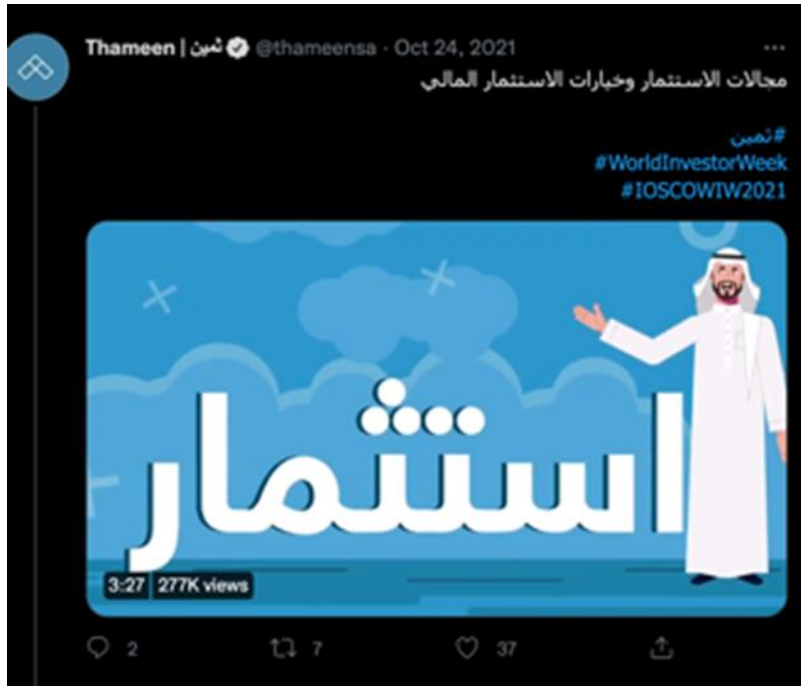 Thameen | ثمين @thameensa · Oct 24, 2021
مجالات الاستثمار وخيارات الاستثمار المالي
#ثمين
#WorldInvestorWeek
#IOSCOWIW2021
استثمار
3:27 277K views
2 7 37